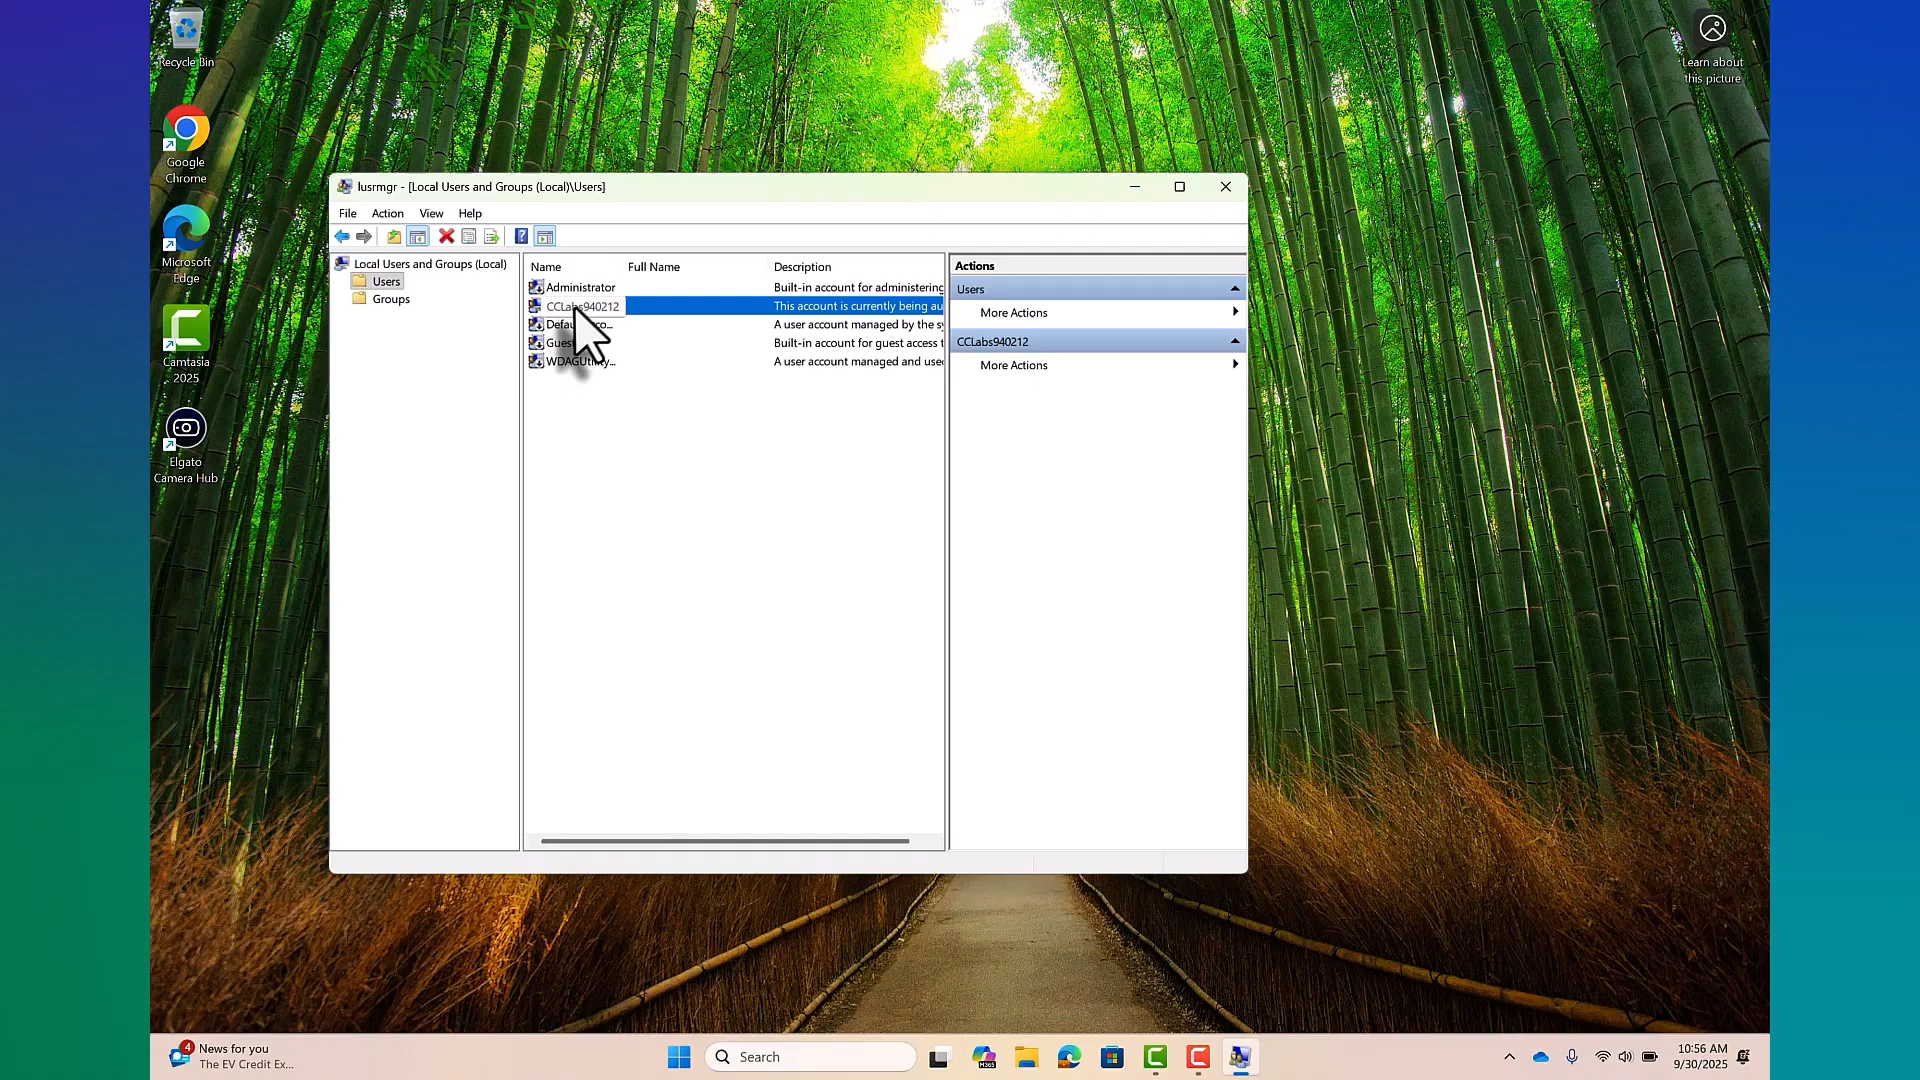 Recycle Bin
Google
Chrome
Microsoft
Edge
Camtasia
2025
Elgato
Camera Hub
Learn about
this picture
lusrmgr - [Local Users and Groups (Local)\Users]
File Action View Help
Local Users and Groups (Local)
Users
Groups
Name Full Name Description
Administrator Built-in account for administering
CCLabs940212 This account is currently being au
A user account managed by the sy
Built-in account for guest access t
A user account managed and used
Actions
Users
More Actions
CCLabs940212
More Actions
4
News for you
The EV Credit Ex...
Search
M365
10:56 AM
9/30/2025